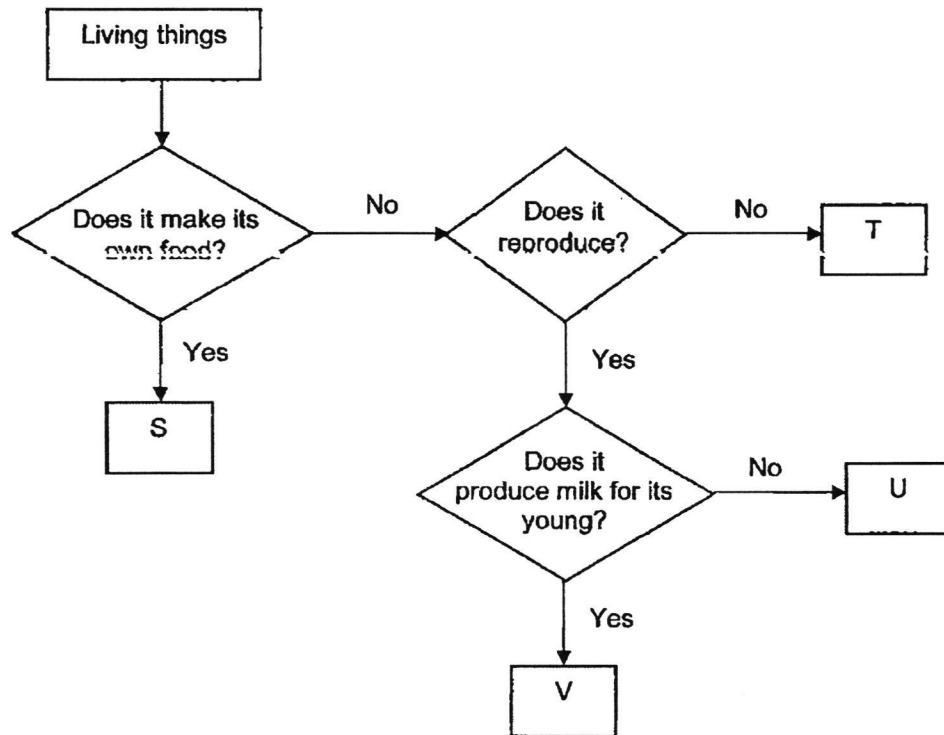 Living things
Does it make its
own food?
No
Does it
reproduce?
No
T
Yes
S
Yes
Does it
produce milk for its
young?
No
U
Yes
V